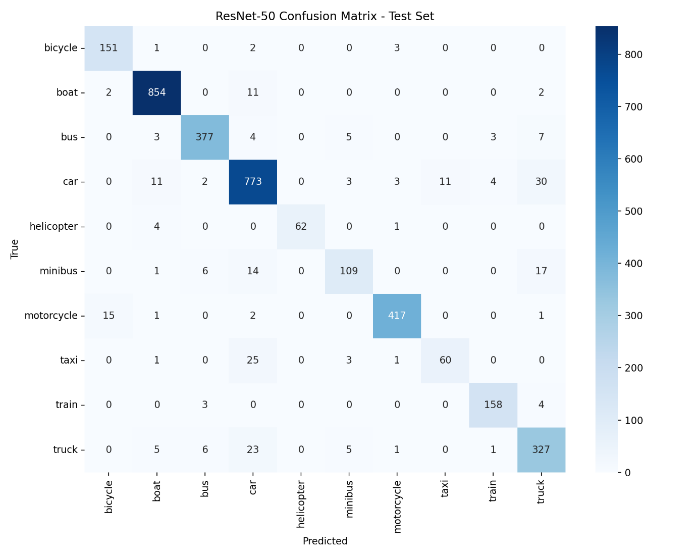 ResNet-50 Confusion Matrix - Test Set
bicycle 151 1 0 2 0 0 3 0 0 0
boat 2 854 0 11 0 0 0 0 0 2
bus 0 3 377 4 0 5 0 0 3 7
car 0 11 2 773 0 3 3 11 4 30
helicopter 0 4 0 0 62 0 1 0 0 0
minibus 0 1 6 14 0 109 0 0 0 17
motorcycle 15 1 0 2 0 0 417 0 0 1
taxi 0 1 0 25 0 3 1 60 0 0
train 0 0 3 0 0 0 0 0 158 4
truck 0 5 6 23 0 5 1 0 1 327
True
bicycle boat bus car helicopter minibus motorcycle taxi train truck
Predicted
800
700
600
500
400
300
200
100
0